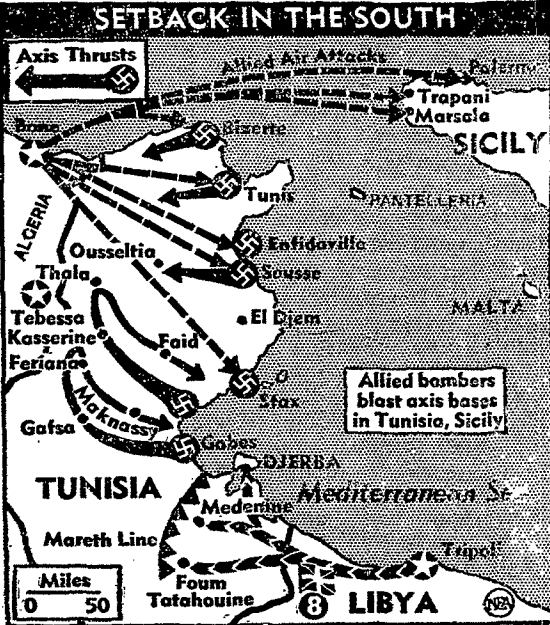 SETBACK IN THE SOUTH
Axis Thrusts
Allied Air Attacks
Palermo
Trapani
Marsala
SICILY
Bone
Bizerte
Tunis
PANTELLERIA
ALGERIA
Enfidaville
Ousseltia
Sousse
Thala
MALTA
Tebessa
El Djem
Kasserine
Faid
Feriana
Sfax
Allied bombers
blast axis bases
in Tunisia, Sicily
Maknassy
Gafsa
Gabes
DJERBA
TUNISIA
Mediterranean
Medenine
Mareth Line
Tripoli
Foum
Tatahouine
Miles
0 50
8
LIBYA
NEA